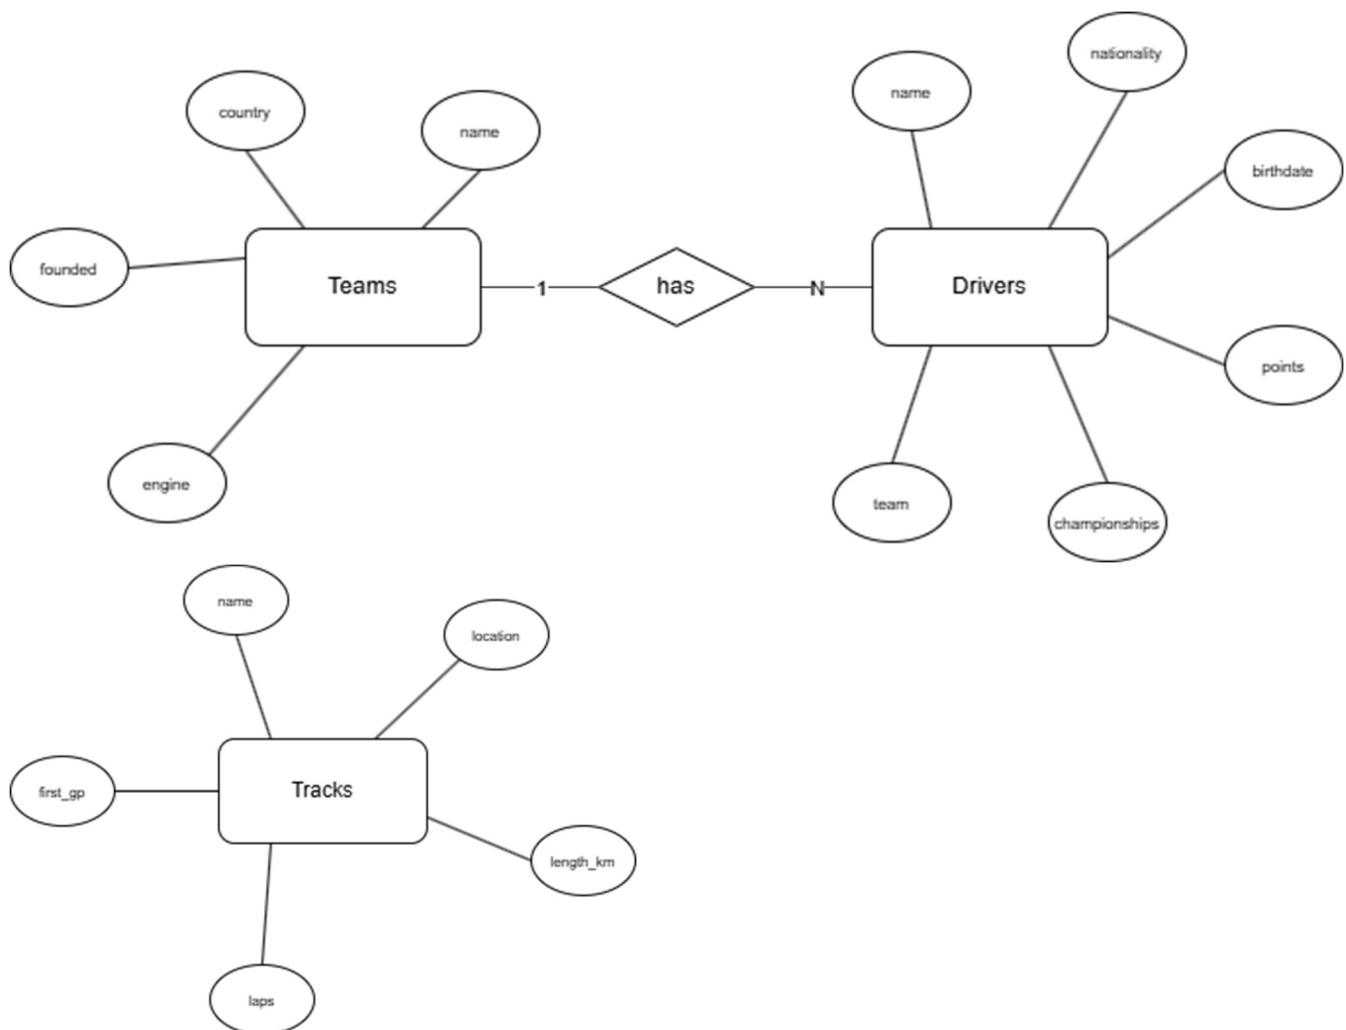 nationality
name
country
name
birthdate
founded
Teams
1
has
N
Drivers
points
engine
team
championships
name
location
first_gp
Tracks
length_km
laps